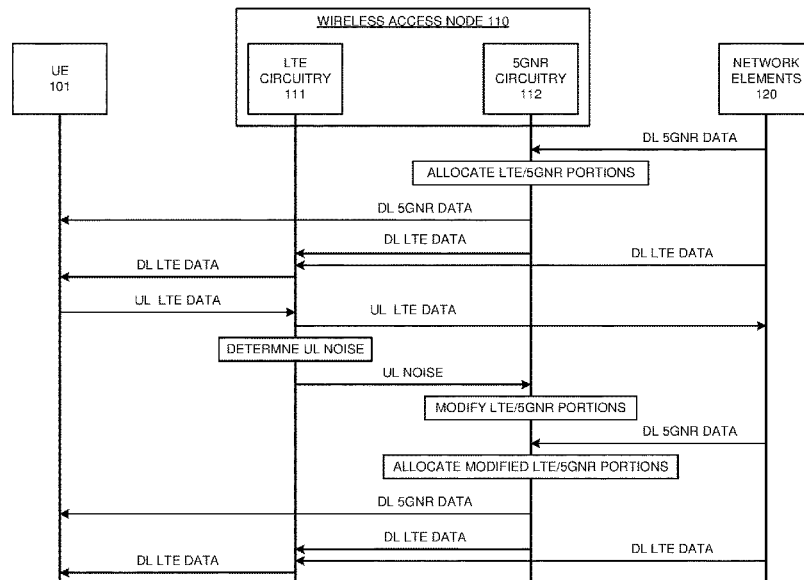 WIRELESS ACCESS NODE 110
UE
101
LTE
CIRCUITRY
111
5GNR
CIRCUITRY
112
NETWORK
ELEMENTS
120
DL 5GNR DATA
ALLOCATE LTE/5GNR PORTIONS
DL 5GNR DATA
DL LTE DATA
DL LTE DATA
DL LTE DATA
UL LTE DATA
UL LTE DATA
DETERMNE UL NOISE
UL NOISE
MODIFY LTE/5GNR PORTIONS
DL 5GNR DATA
ALLOCATE MODIFIED LTE/5GNR PORTIONS
DL 5GNR DATA
DL LTE DATA
DL LTE DATA
DL LTE DATA